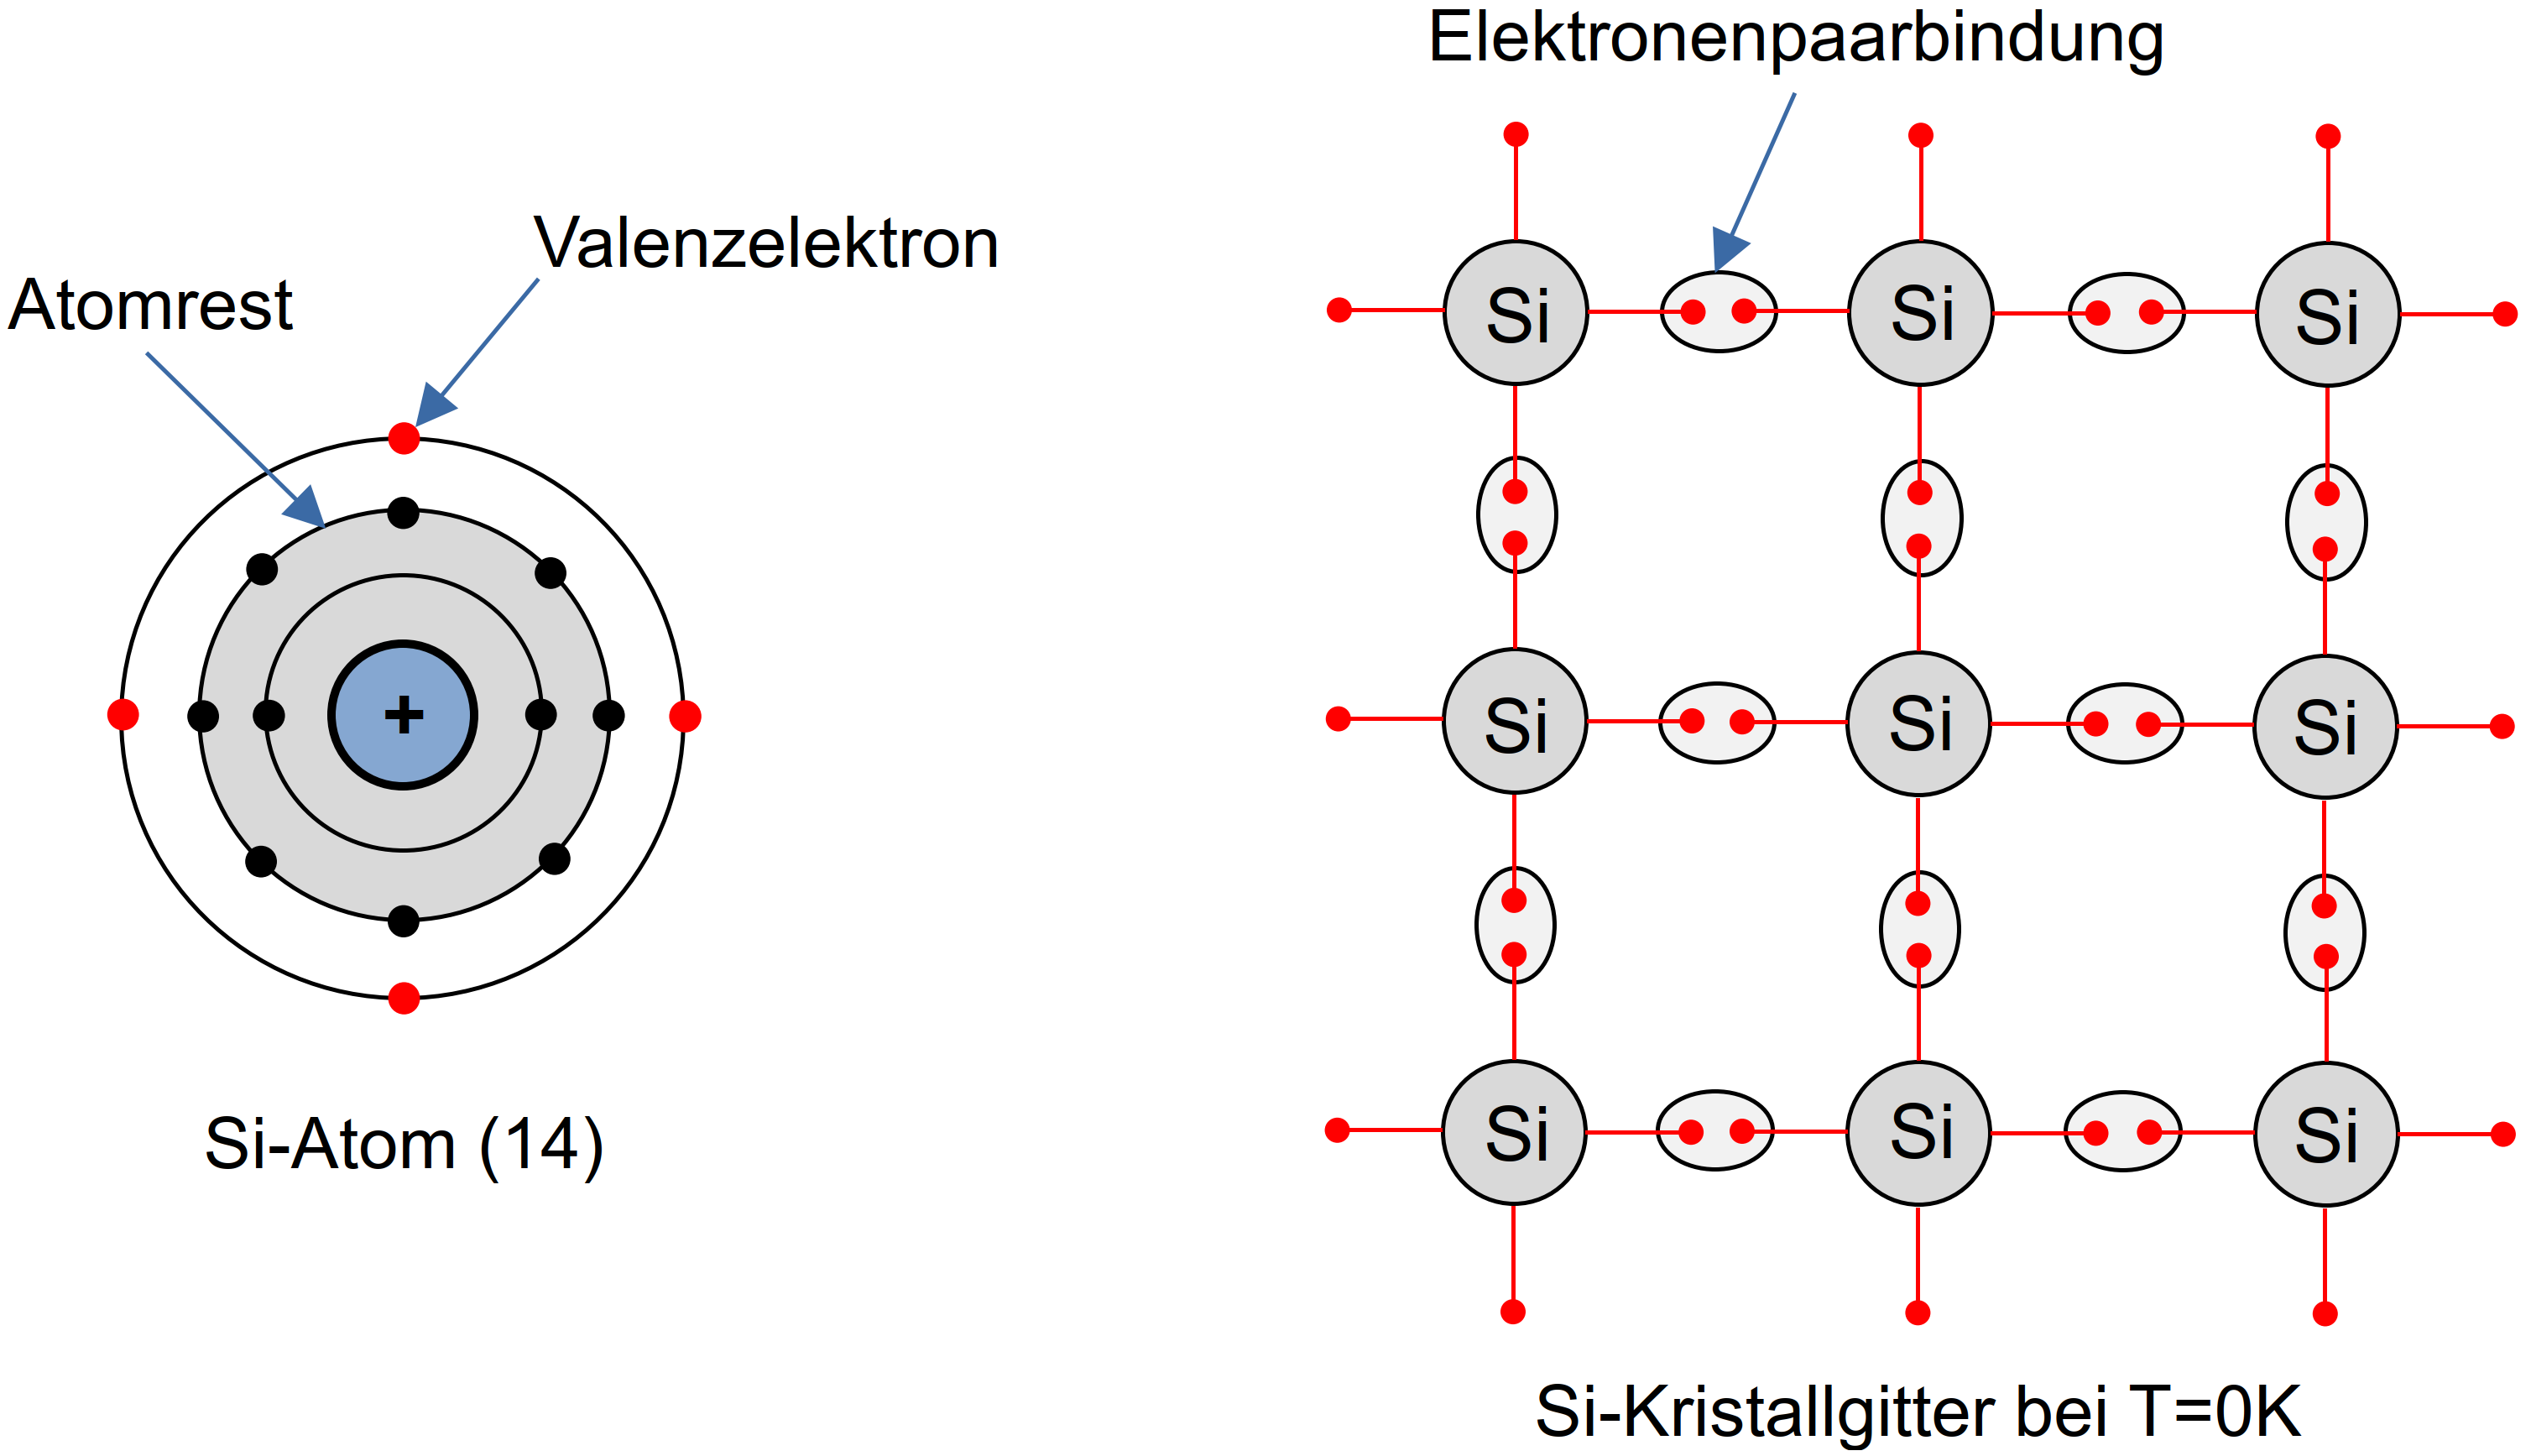 Elektronenpaarbindung
Valenzelektron
Atomrest
+
Si-Atom (14)
Si Si Si
Si Si Si
Si Si Si
Si-Kristallgitter bei T=0K